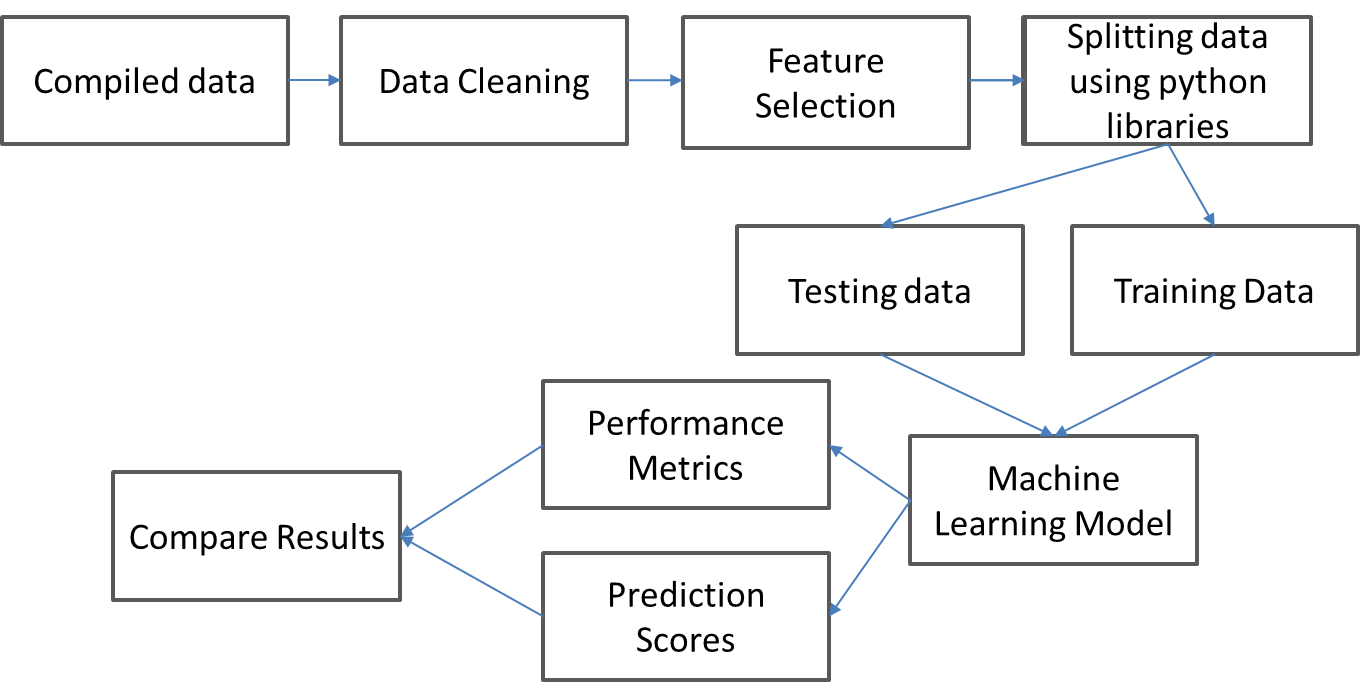 Compiled data
Data Cleaning
Feature
Selection
Splitting data
using python
libraries
Testing data
Training Data
Performance
Metrics
Machine
Learning Model
Compare Results
Prediction
Scores